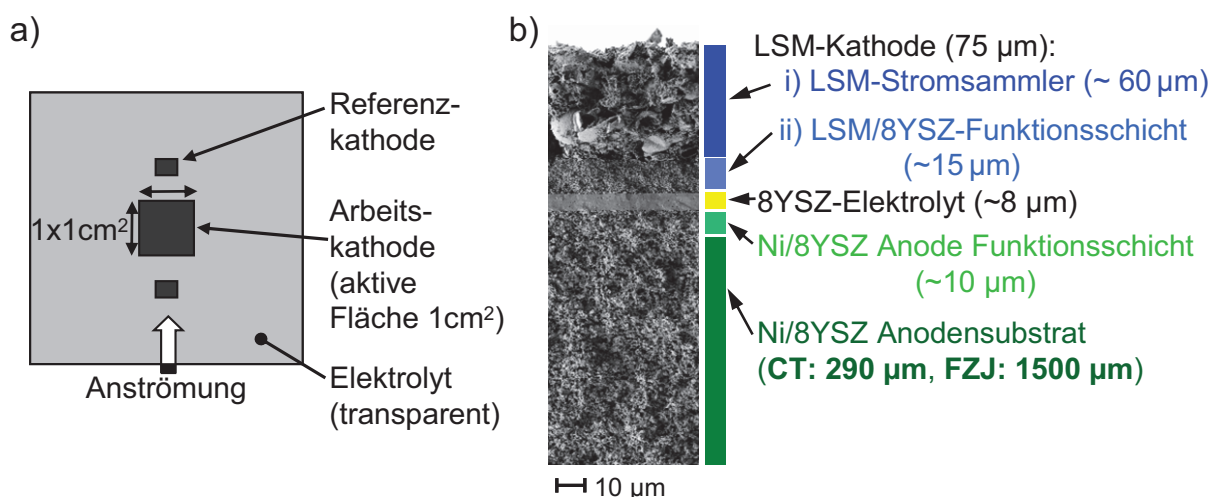 a)
Referenz-
kathode
1x1cm²
Arbeits-
kathode
(aktive
Fläche 1cm²)
Anströmung
Elektrolyt
(transparent)
b)
LSM-Kathode (75 µm):
i) LSM-Stromsammler (~ 60 µm)
ii) LSM/8YSZ-Funktionsschicht
(~15 µm)
8YSZ-Elektrolyt (~8 µm)
Ni/8YSZ Anode Funktionsschicht
(~10 µm)
Ni/8YSZ Anodensubstrat
(CT: 290 µm, FZJ: 1500 µm)
10 µm